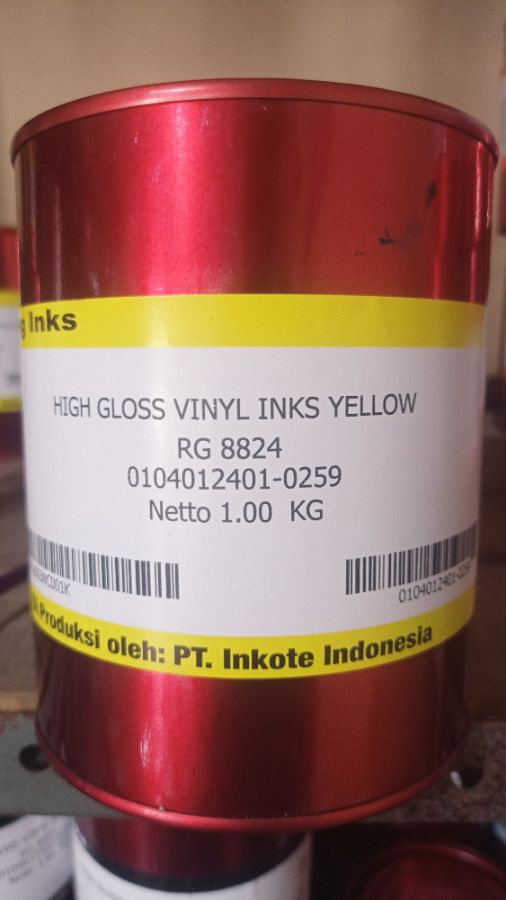 Inks
HIGH GLOSS VINYL INKS YELLOW
RG 8824
0104012401-0259
Netto 1.00 KG
0104012401-0259
Di Produksi oleh: PT. Inkote Indonesia